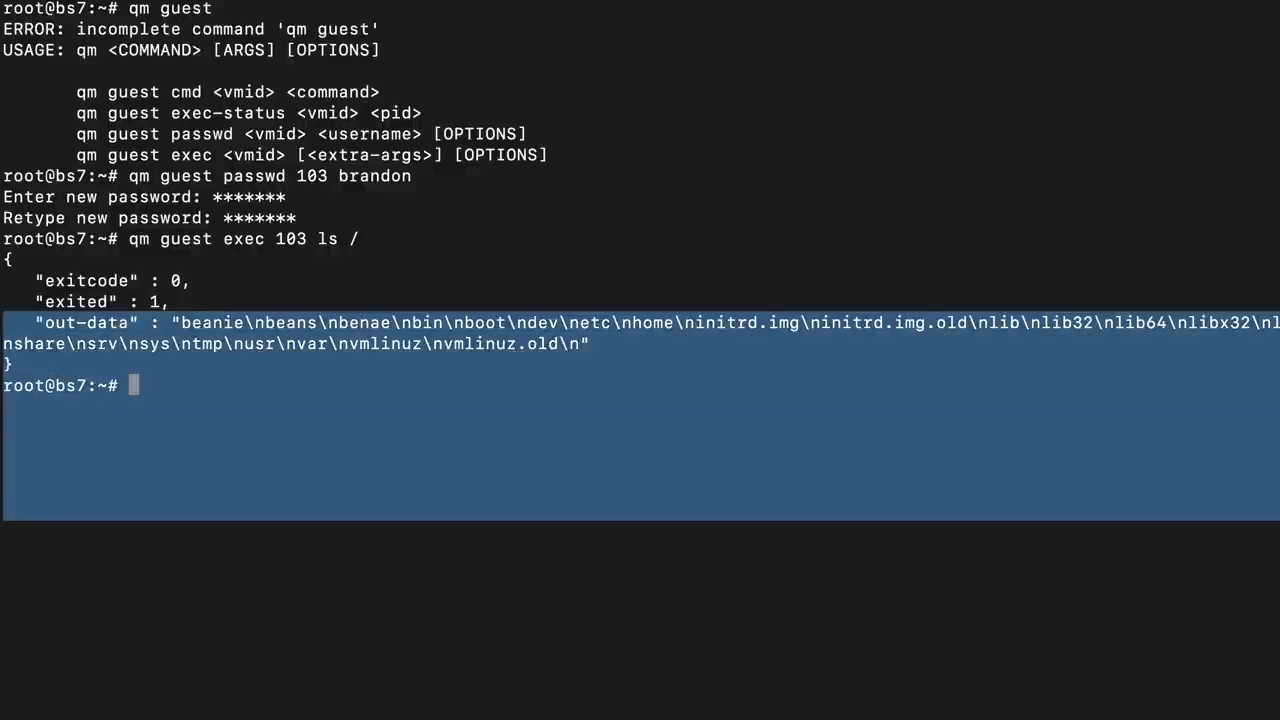 root@bs7:~# qm guest
ERROR: incomplete command 'qm guest'
USAGE: qm <COMMAND> [ARGS] [OPTIONS]
qm guest cmd <vmid> <command>
qm guest exec-status <vmid> <pid>
qm guest passwd <vmid> <username> [OPTIONS]
qm guest exec <vmid> [<extra-args>] [OPTIONS]
root@bs7:~# qm guest passwd 103 brandon
Enter new password: *******
Retype new password: *******
root@bs7:~# qm guest exec 103 ls /
{
"exitcode" : 0,
"exited" : 1,
"out-data" : "beanie\nbeans\nbenae\nbin\nboot\ndev\netc\nhome\ninitrd.img\ninitrd.img.old\nlib\nlib32\nlib64\nlibx32\nl
nshare\nsrv\nsys\ntmp\nusr\nvar\nvmlinuz\nvmlinuz.old\n"
}
root@bs7:~#